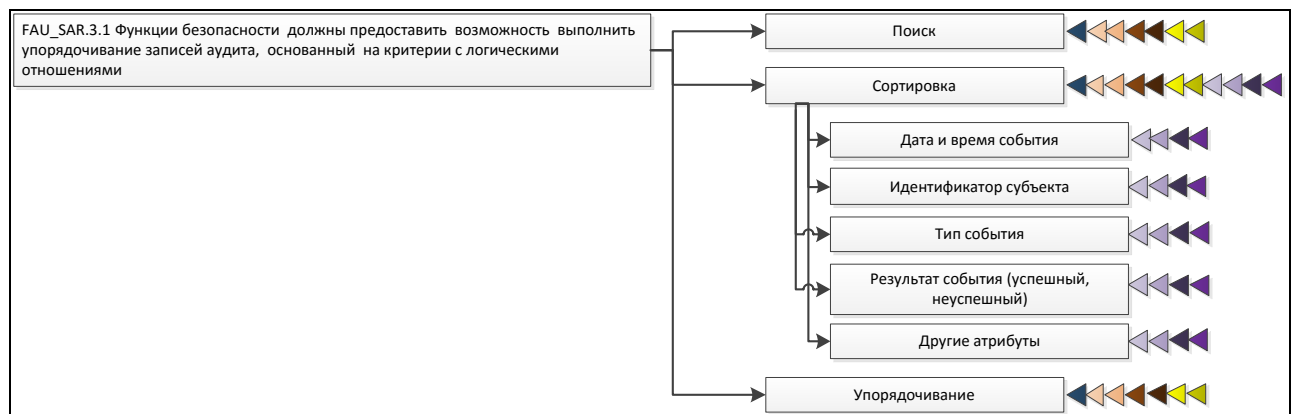 FAU_SAR.3.1 Функции безопасности должны предоставить возможность выполнить
упорядочивание записей аудита, основанный на критерии с логическими
отношениями
Поиск
Сортировка
Дата и время события
Идентификатор субъекта
Тип события
Результат события (успешный,
неуспешный)
Другие атрибуты
Упорядочивание